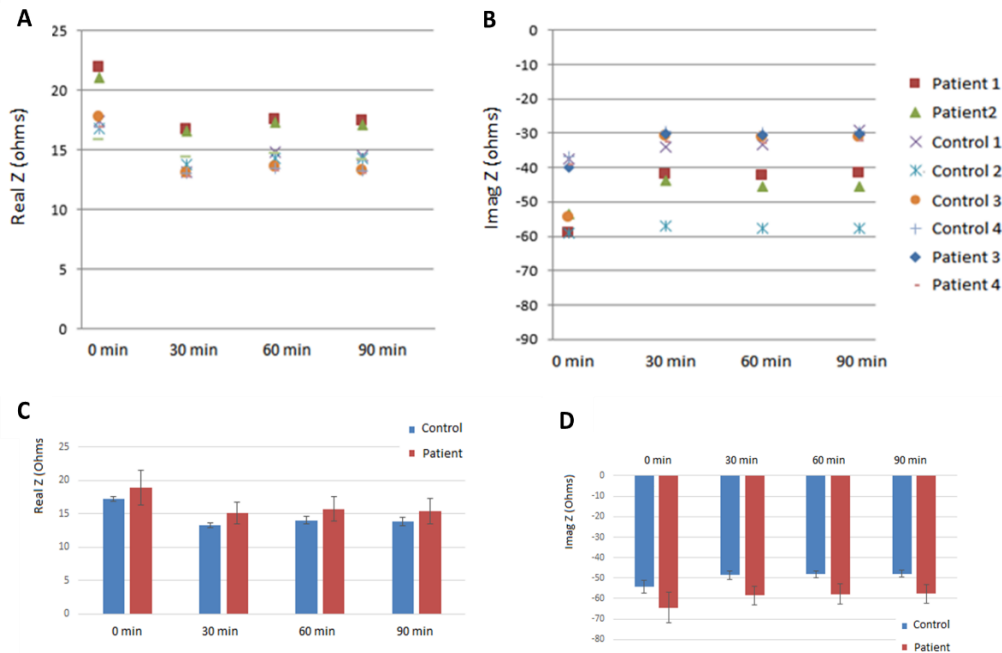 A
25
20
15
10
5
0
Real Z (ohms)
0 min 30 min 60 min 90 min
B
0
-10
-20
-30
-40
-50
-60
-70
-80
-90
Imag Z (ohms)
0 min 30 min 60 min 90 min
Patient 1
Patient2
Control 1
Control 2
Control 3
Control 4
Patient 3
Patient 4
C
Control
Patient
Real Z (Ohms
25
20
15
10
5
0
0 min 30 min 60 min 90 min
D
0 min 30 min 60 min 90 min
Imag Z (Ohms)
0
-10
-20
-30
-40
-50
-60
-70
-80
Control
Patient